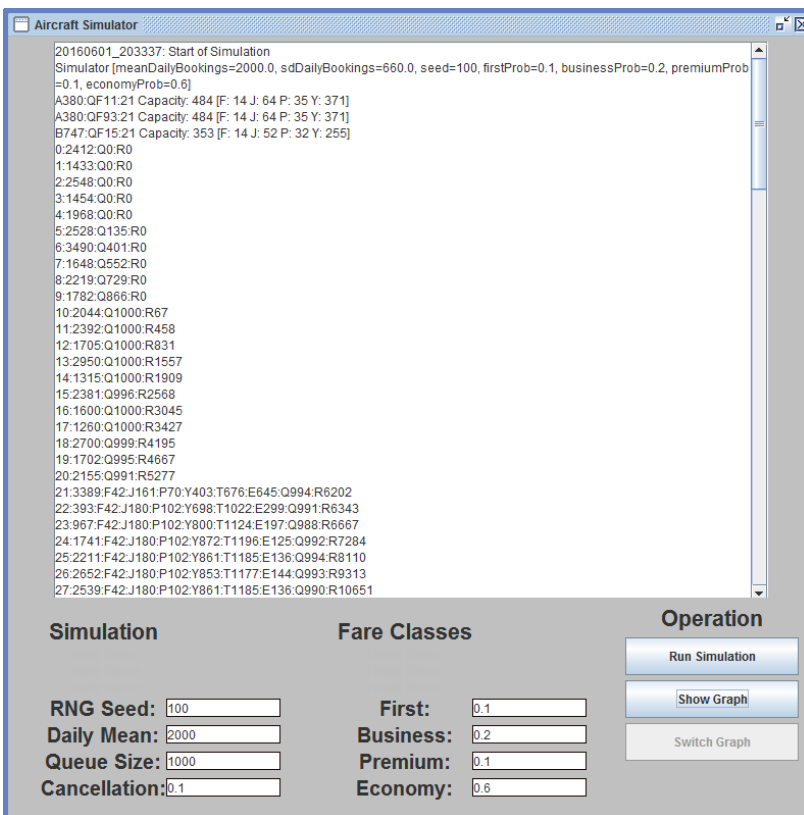 Aircraft Simulator
20160601_203337: Start of Simulation
Simulator [meanDailyBookings=2000.0, sdDailyBookings=660.0, seed=100, firstProb=0.1, businessProb=0.2, premiumProb
=0.1, economyProb=0.6]
A380:QF11:21 Capacity: 484 [F: 14 J: 64 P: 35 Y: 371]
A380:QF93:21 Capacity: 484 [F: 14 J: 64 P: 35 Y: 371]
B747:QF15:21 Capacity: 353 [F: 14 J: 52 P: 32 Y: 255]
0:2412:Q0:R0
1:1433:Q0:R0
2:2548:Q0:R0
3:1454:Q0:R0
4:1968:Q0:R0
5:2528:Q135:R0
6:3490:Q401:R0
7:1648:Q552:R0
8:2219:Q729:R0
9:1782:Q866:R0
10:2044:Q1000:R67
11:2392:Q1000:R458
12:1705:Q1000:R831
13:2950:Q1000:R1557
14:1315:Q1000:R1909
15:2381:Q996:R2568
16:1600:Q1000:R3045
17:1260:Q1000:R3427
18:2700:Q999:R4195
19:1702:Q995:R4667
20:2155:Q991:R5277
21:3389:F42:J161:P70:Y403:T676:E645:Q994:R6202
22:393:F42:J180:P102:Y698:T1022:E299:Q991:R6343
23:967:F42:J180:P102:Y800:T1124:E197:Q988:R6667
24:1741:F42:J180:P102:Y872:T1196:E125:Q992:R7284
25:2211:F42:J180:P102:Y861:T1185:E136:Q994:R8110
26:2652:F42:J180:P102:Y853:T1177:E144:Q993:R9313
27:2539:F42:J180:P102:Y861:T1185:E136:Q990:R10651
Simulation
RNG Seed: 100
Daily Mean: 2000
Queue Size: 1000
Cancellation: 0.1
Fare Classes
First: 0.1
Business: 0.2
Premium: 0.1
Economy: 0.6
Operation
Run Simulation
Show Graph
Switch Graph